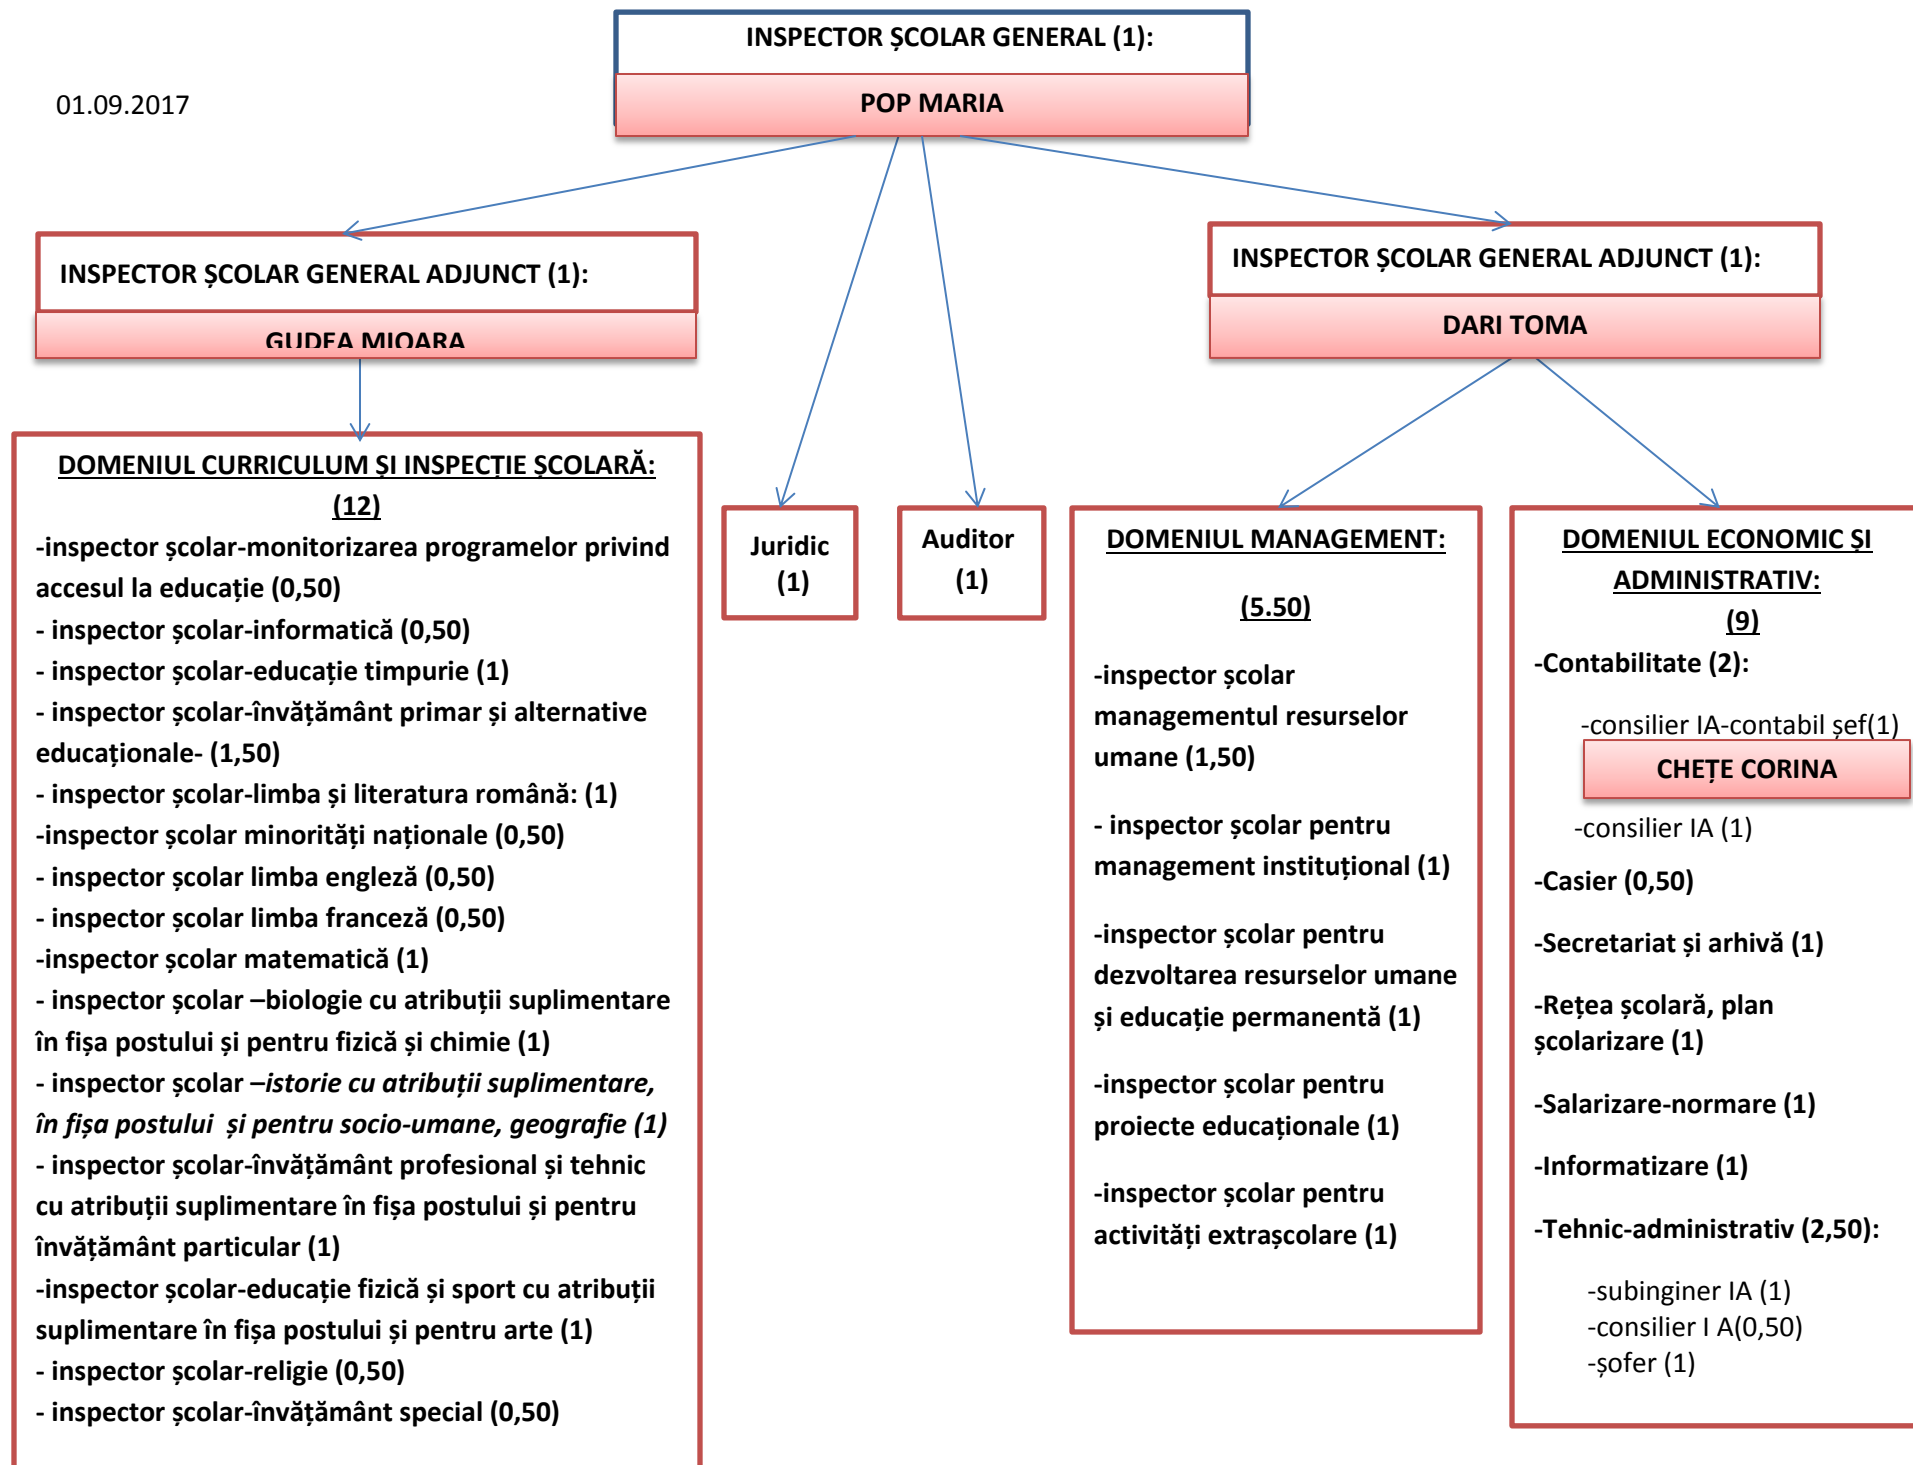 INSPECTOR ȘCOLAR GENERAL (1):
POP MARIA
01.09.2017
INSPECTOR ȘCOLAR GENERAL ADJUNCT (1):
GUDEA MIOARA
INSPECTOR ȘCOLAR GENERAL ADJUNCT (1):
DARI TOMA
DOMENIUL CURRICULUM ȘI INSPECȚIE ȘCOLARĂ:
(12)
-inspector școlar-monitorizarea programelor privind
accesul la educație (0,50)
- inspector școlar-informatică (0,50)
- inspector școlar-educație timpurie (1)
- inspector școlar-învățământ primar și alternative
educaționale- (1,50)
- inspector școlar-limba și literatura română: (1)
-inspector școlar minorități naționale (0,50)
- inspector școlar limba engleză (0,50)
- inspector școlar limba franceză (0,50)
-inspector școlar matematică (1)
- inspector școlar –biologie cu atribuții suplimentare
în fișa postului și pentru fizică și chimie (1)
- inspector școlar –istorie cu atribuții suplimentare,
în fișa postului  și pentru socio-umane, geografie (1)
- inspector școlar-învățământ profesional și tehnic
cu atribuții suplimentare în fișa postului și pentru
învățământ particular (1)
-inspector școlar-educație fizică și sport cu atribuții
suplimentare în fișa postului și pentru arte (1)
- inspector școlar-religie (0,50)
- inspector școlar-învățământ special (0,50)
Juridic
(1)
Auditor
(1)
DOMENIUL MANAGEMENT:
(5.50)
-inspector școlar
managementul resurselor
umane (1,50)
- inspector școlar pentru
management instituțional (1)
-inspector școlar pentru
dezvoltarea resurselor umane
și educație permanentă (1)
-inspector școlar pentru
proiecte educaționale (1)
-inspector școlar pentru
activități extrașcolare (1)
DOMENIUL ECONOMIC ȘI
ADMINISTRATIV:
(9)
-Contabilitate (2):
-consilier IA-contabil șef(1)
CHEȚE CORINA
-consilier IA (1)
-Casier (0,50)
-Secretariat și arhivă (1)
-Rețea școlară, plan
școlarizare (1)
-Salarizare-normare (1)
-Informatizare (1)
-Tehnic-administrativ (2,50):
-subinginer IA (1)
-consilier I A(0,50)
-șofer (1)